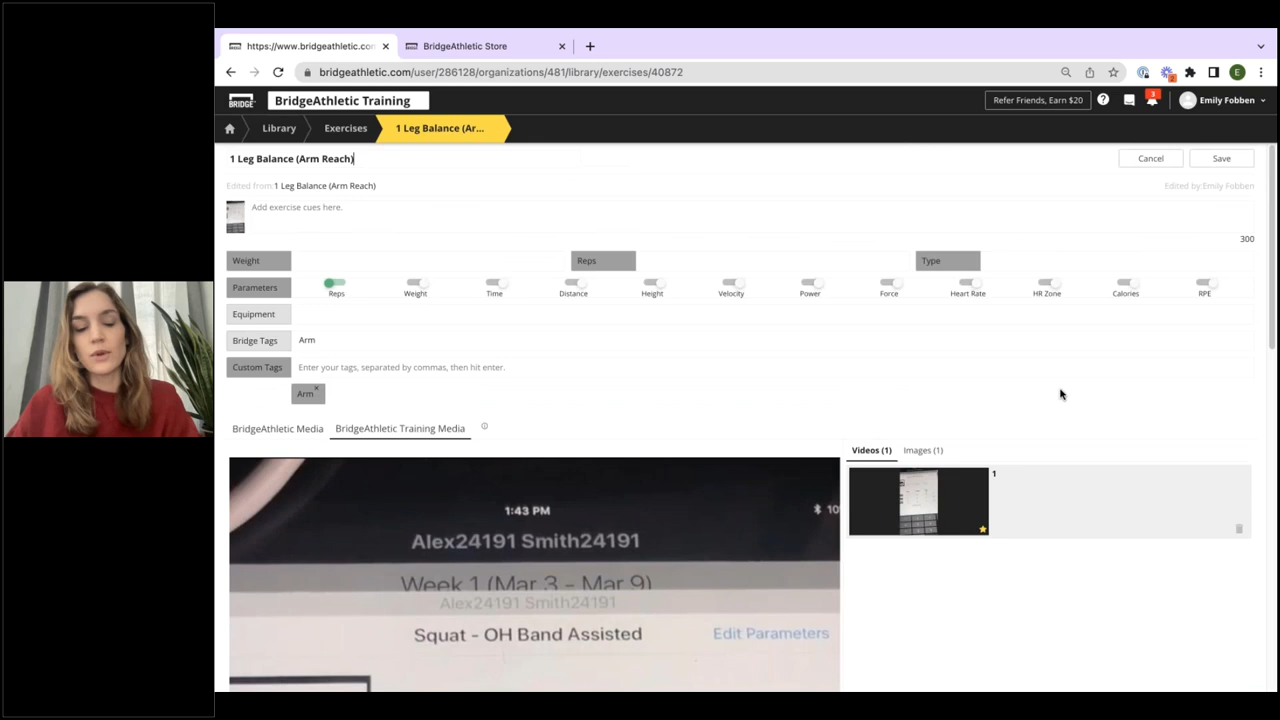 https://www.bridgeathletic.con
BridgeAthletic Store
bridgeathletic.com/user/286128/organizations/481/library/exercises/40872
2
E
BRIDGE
BridgeAthletic Training
Refer Friends, Earn $20
3
Emily Fobben
Library
Exercises
1 Leg Balance (Ar...
1 Leg Balance (Arm Reach)
Cancel
Save
Edited from: 1 Leg Balance (Arm Reach)
Edited by: Emily Fobben
Add exercise cues here.
300
Weight
Reps
Type
Parameters
Reps
Weight
Time
Distance
Height
Velocity
Power
Force
Heart Rate
HR Zone
Calories
RPE
Equipment
Bridge Tags
Arm
Custom Tags
Enter your tags, separated by commas, then hit enter.
Arm
BridgeAthletic Media
BridgeAthletic Training Media
Videos (1)
Images (1)
1
1:43 PM
10
Alex24191 Smith24191
Week 1 (Mar 3 - Mar 9)
Alex24191 Smith24191
Squat - OH Band Assisted
Edit Parameters